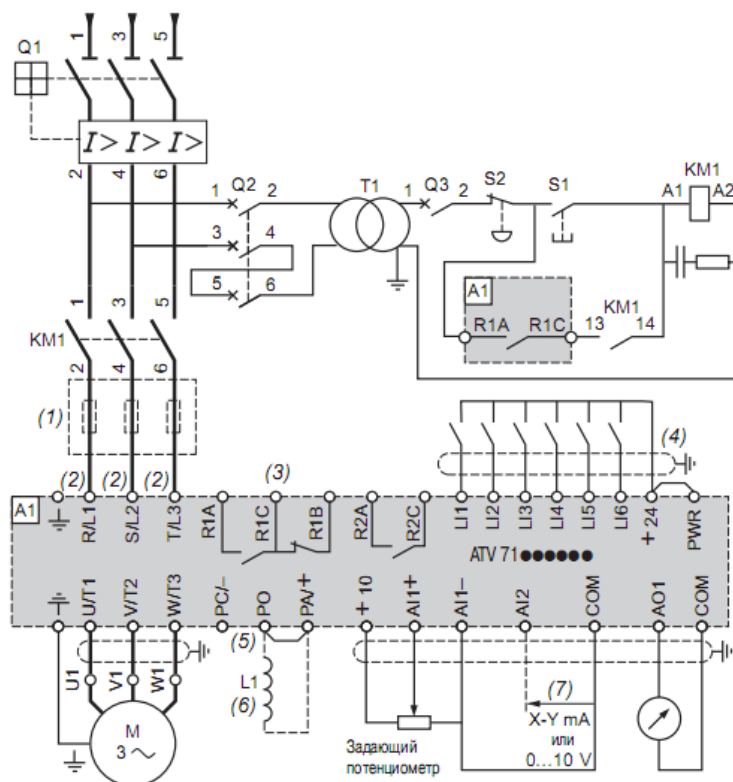 1 3 5
Q1
I> I> I>
2 4 6
1 Q2 2
T1
1 Q3 2
S2
S1
KM1
A1 A2
3 4
5 6
A1
R1A R1C
KM1
13 14
1 3 5
KM1
2 4 6
(1)
(2) (2) (2)
(3)
(4)
A1
R/L1
S/L2
T/L3
R1A
R1C
R1B
R2A
R2C
LI1
LI2
LI3
LI4
LI5
LI6
+ 24
PWR
ATV 71●●●●●●
U/T1
V/T2
W/T3
PC/–
PO
PA/+
+ 10
AI1+
AI1–
AI2
COM
AO1
COM
(5)
U1
V1
W1
L1
(6)
(7)
X-Y mA
или
0...10 V
M
3 ~
Задающий
потенциометр